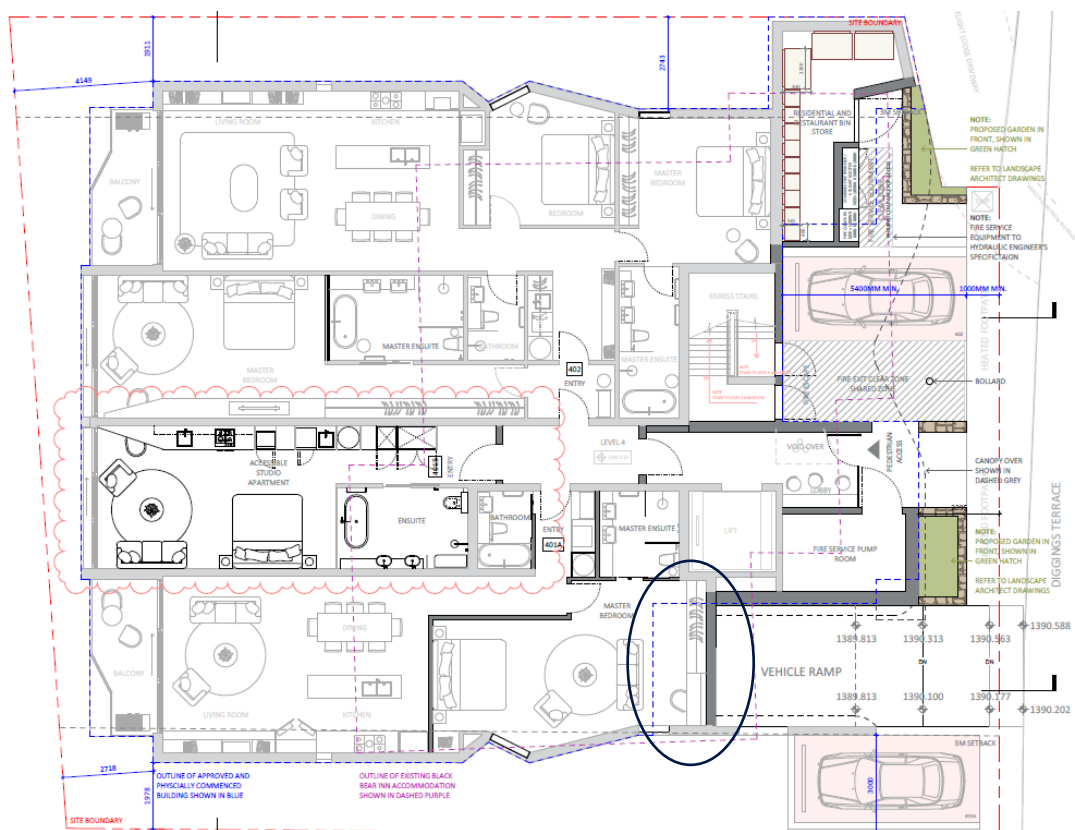 SITE BOUNDARY
1911
4149
2743
LIVING ROOM
KITCHEN
BALCONY
DINING
BEDROOM
MASTER
BEDROOM
RESIDENTIAL AND
RESTAURANT BIN
STORE
3M SETBACK
NOTE:
PROPOSED GARDEN IN
FRONT, SHOWN IN
GREEN HATCH
REFER TO LANDSCAPE
ARCHITECT DRAWINGS
NOTE:
FIRE SERVICE
EQUIPMENT TO
HYDRAULIC ENGINEER'S
SPECIFICTAION
5400MM MIN.
1000MM MIN.
HEATED FOOTPATH
EGRESS STAIRS
MASTER ENSUITE
BATHROOM
MASTER ENSUITE
MASTER
BEDROOM
402
ENTRY
FIRE EXIT CLEAR ZONE
SHARED ZONE
BOLLARD
LEVEL 4
VOID OVER
PEDESTRIAN
ACCESS
LOBBY
CANOPY OVER
SHOWN IN
DASHED GREY
ACCESSIBLE
STUDIO
APARTMENT
ENTRY
ENSUITE
BATHROOM
ENTRY
401A
MASTER ENSUITE
LIFT
FIRE SERVICE PUMP
ROOM
NOTE:
PROPOSED GARDEN IN
FRONT, SHOWN IN
GREEN HATCH
REFER TO LANDSCAPE
ARCHITECT DRAWINGS
DIGGINGS TERRACE
MASTER
BEDROOM
DINING
BALCONY
LIVING ROOM
KITCHEN
VEHICLE RAMP
1389.813
1390.313
1390.563
1390.588
DN
DN
1389.813
1390.100
1390.177
1390.202
3M SETBACK
3000
2718
1978
OUTLINE OF APPROVED AND
PHYSCIALLY COMMENCED
BUILDING SHOWN IN BLUE
OUTLINE OF EXISTING BLACK
BEAR INN ACCOMMODATION
SHOWN IN DASHED PURPLE
SITE BOUNDARY